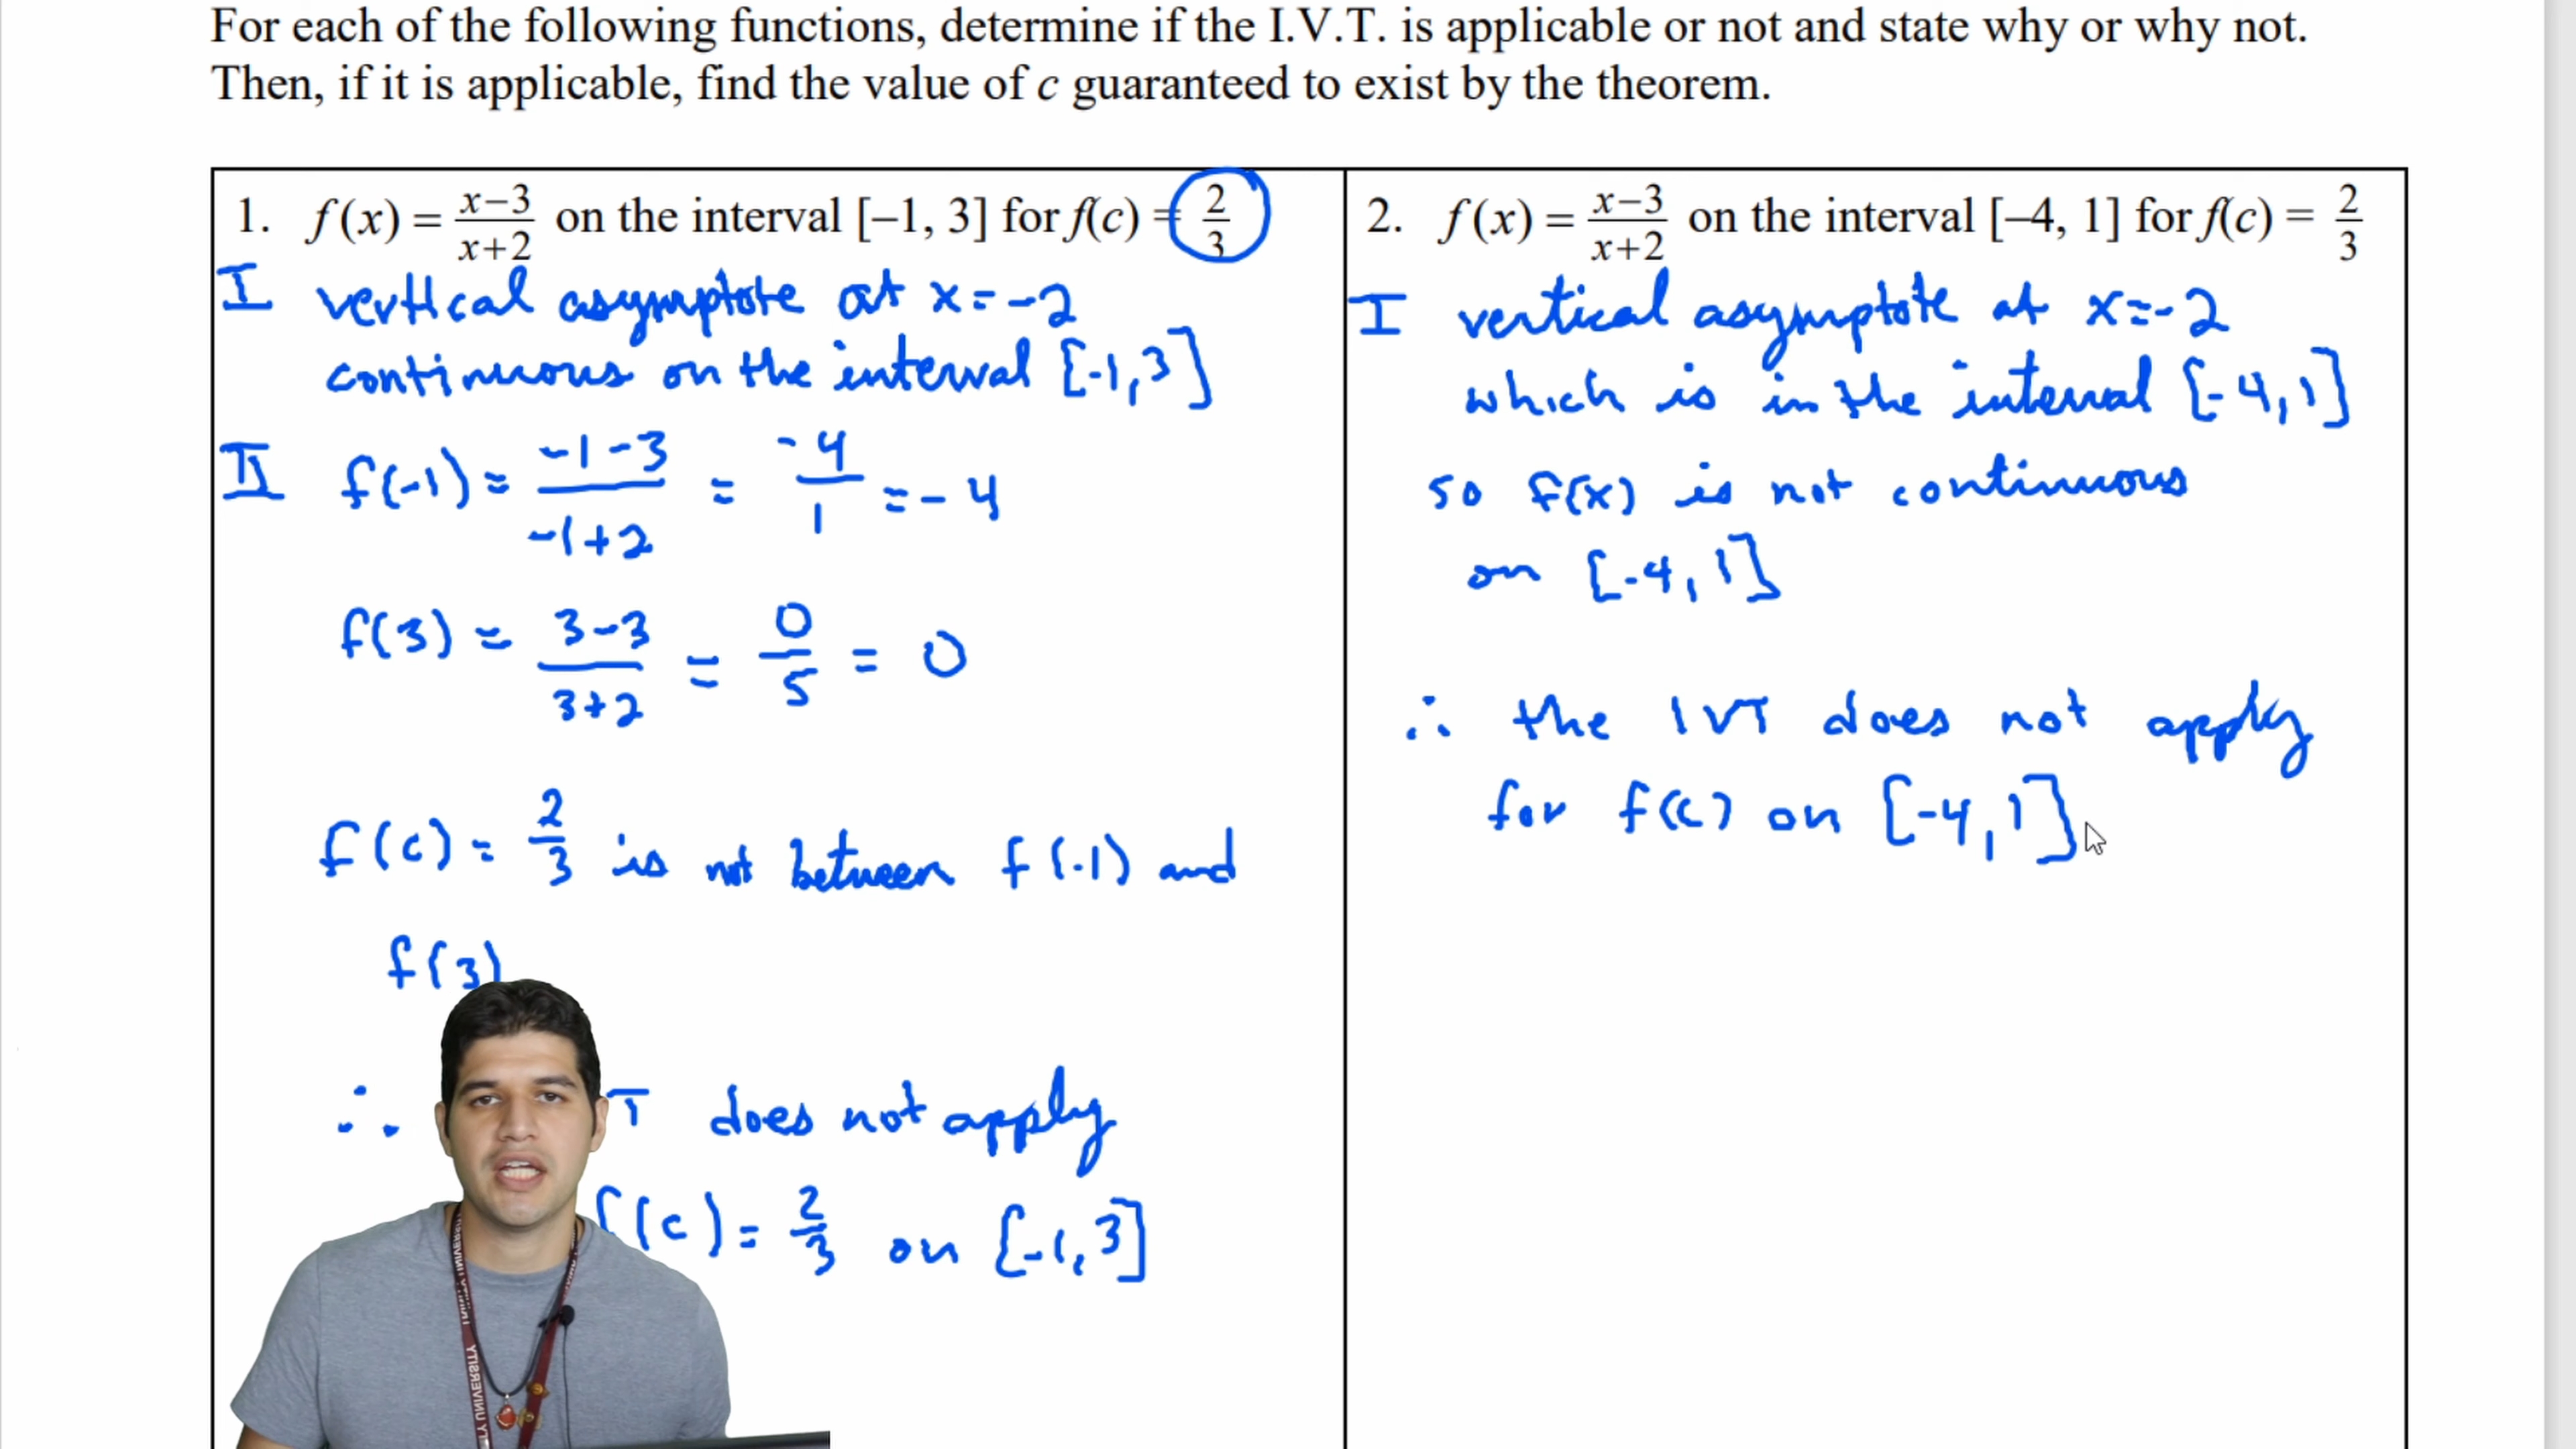 For each of the following functions, determine if the I.V.T. is applicable or not and state why or why not.
Then, if it is applicable, find the value of c guaranteed to exist by the theorem.
1. f(x) = (x−3)/(x+2) on the interval [–1, 3] for f(c) = 2/3
I vertical asymptote at x=-2
continuous on the interval [-1,3]
II f(-1) = (-1-3)/(-1+2) = -4/1 = -4
f(3) = (3-3)/(3+2) = 0/5 = 0
f(c) = 2/3 is not between f(-1) and
f(3)
∴ T does not apply
f(c) = 2/3 on [-1,3]
2. f(x) = (x−3)/(x+2) on the interval [–4, 1] for f(c) = 2/3
I vertical asymptote at x=-2
which is in the interval [-4,1]
so f(x) is not continuous
on [-4,1]
∴ the IVT does not apply
for f(c) on [-4,1]
UNIVERSITY